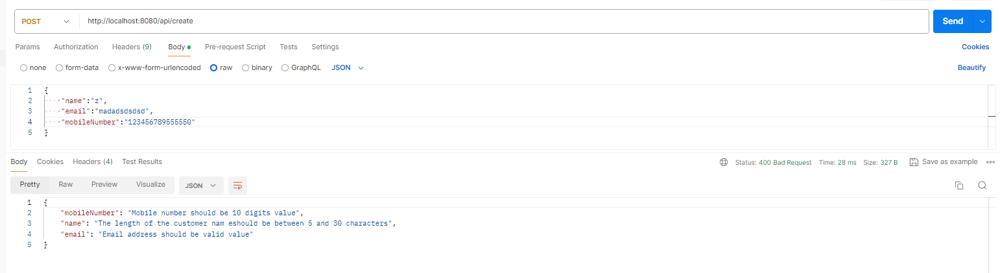 POST http://localhost:8080/api/create Send
Params Authorization Headers (9) Body Pre-request Script Tests Settings Cookies
none form-data x-www-form-urlencoded raw binary GraphQL JSON Beautify
1 {
2 "name":"z",
3 "email":"madadsdsdsd",
4 "mobileNumber":"123456789555550"
5 }
Body Cookies Headers (4) Test Results Status: 400 Bad Request Time: 28 ms Size: 327 B Save as example
Pretty Raw Preview Visualize JSON
1 {
2 "mobileNumber": "Mobile number should be 10 digits value",
3 "name": "The length of the customer nam eshould be between 5 and 30 characters",
4 "email": "Email address should be valid value"
5 }